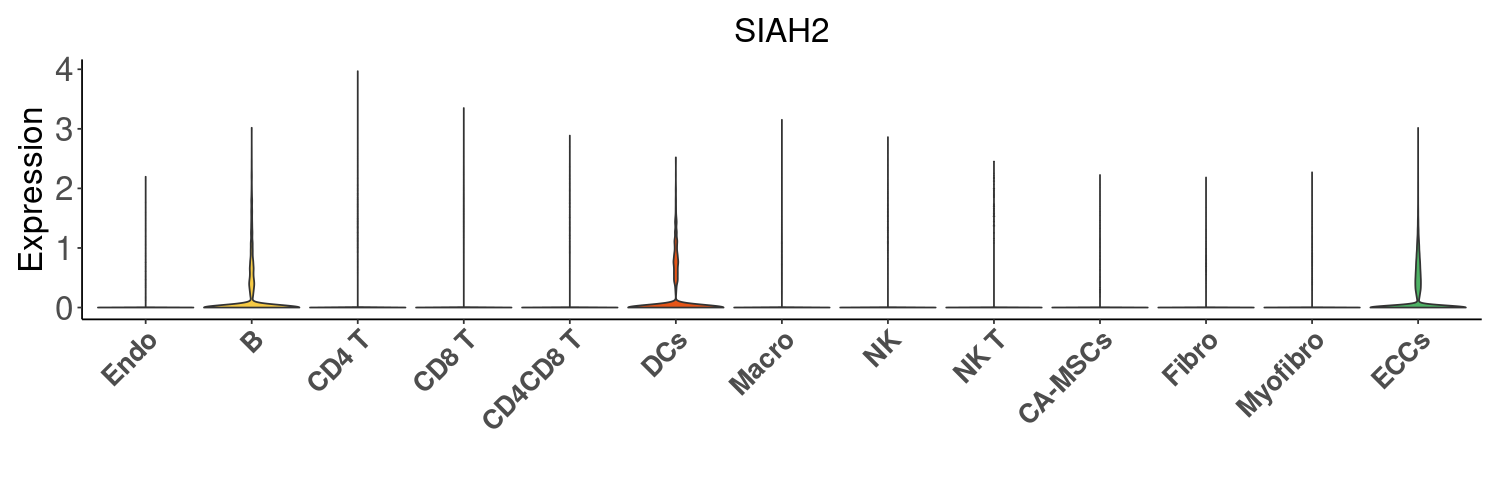 SIAH2
Expression
4
3
2
1
0
Endo
B
CD4 T
CD8 T
CD4CD8 T
DCs
Macro
NK
NK T
CA-MSCs
Fibro
Myofibro
ECCs